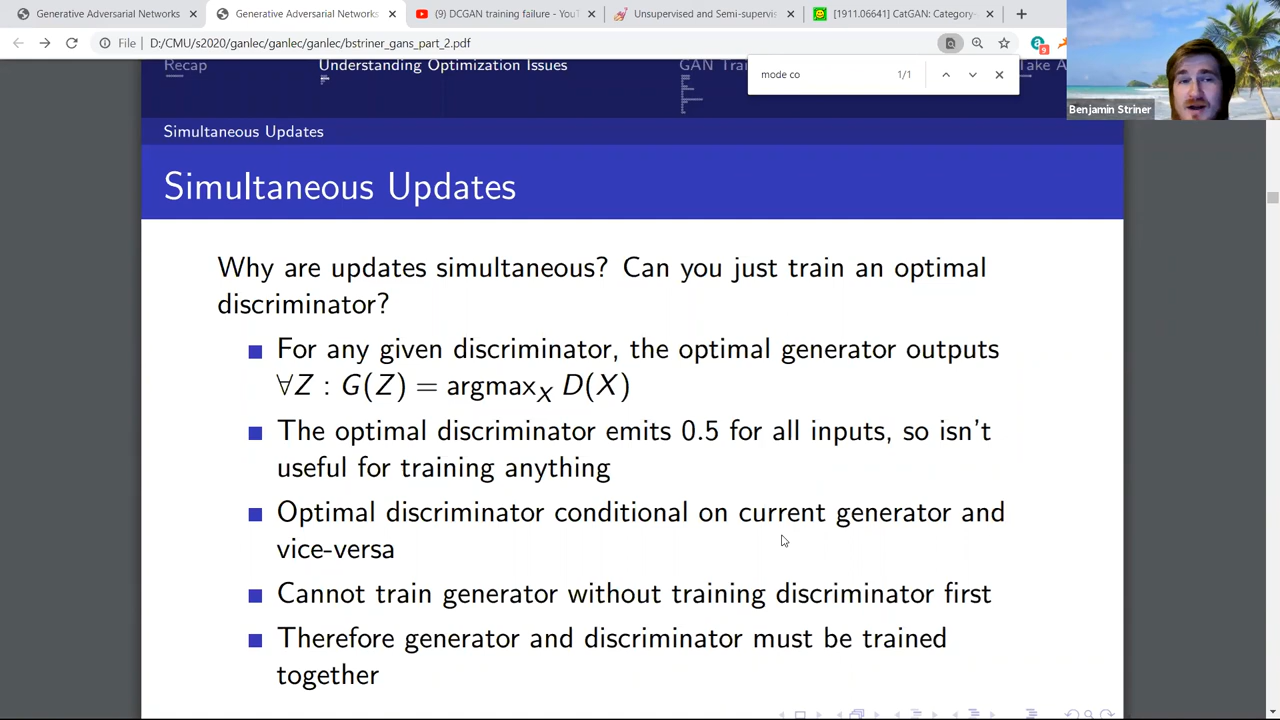 Generative Adversarial Networks
Generative Adversarial Networks
(9) DCGAN training failure - You
Unsupervised and Semi-supervis
[1911.06641] CatGAN: Category-
File
D:/CMU/s2020/ganlec/ganlec/ganlec/bstriner_gans_part_2.pdf
9
mode co
1/1
Benjamin Striner
Recap
Understanding Optimization Issues
GAN Trai
Take A
Simultaneous Updates
Simultaneous Updates
Why are updates simultaneous? Can you just train an optimal
discriminator?
For any given discriminator, the optimal generator outputs
∀Z : G(Z) = argmax_X D(X)
The optimal discriminator emits 0.5 for all inputs, so isn't
useful for training anything
Optimal discriminator conditional on current generator and
vice-versa
Cannot train generator without training discriminator first
Therefore generator and discriminator must be trained
together